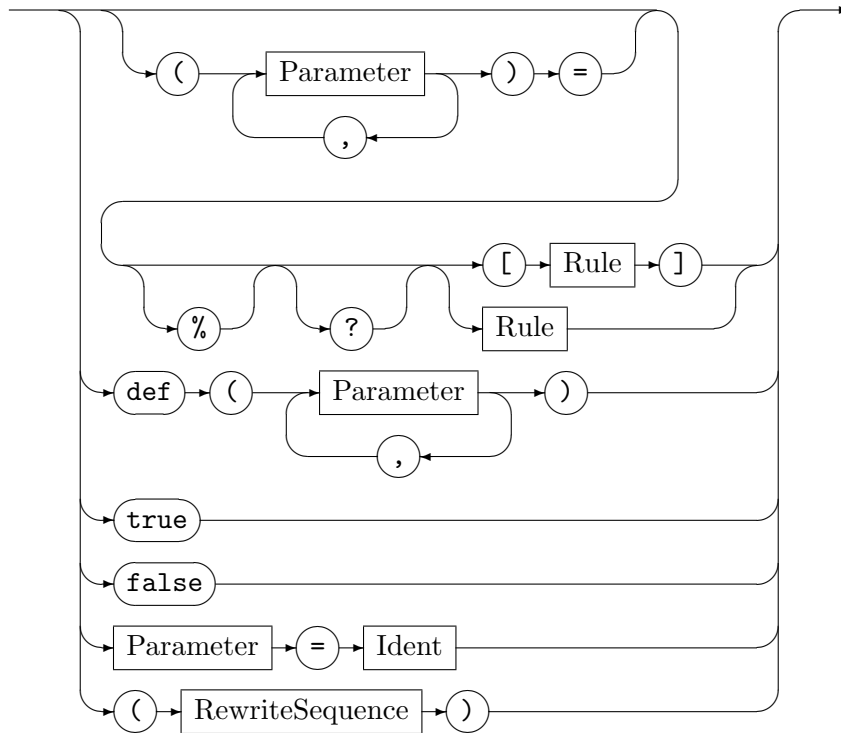 ( Parameter ) =
,
[ Rule ]
% ? Rule
def ( Parameter )
,
true
false
Parameter = Ident
( RewriteSequence )